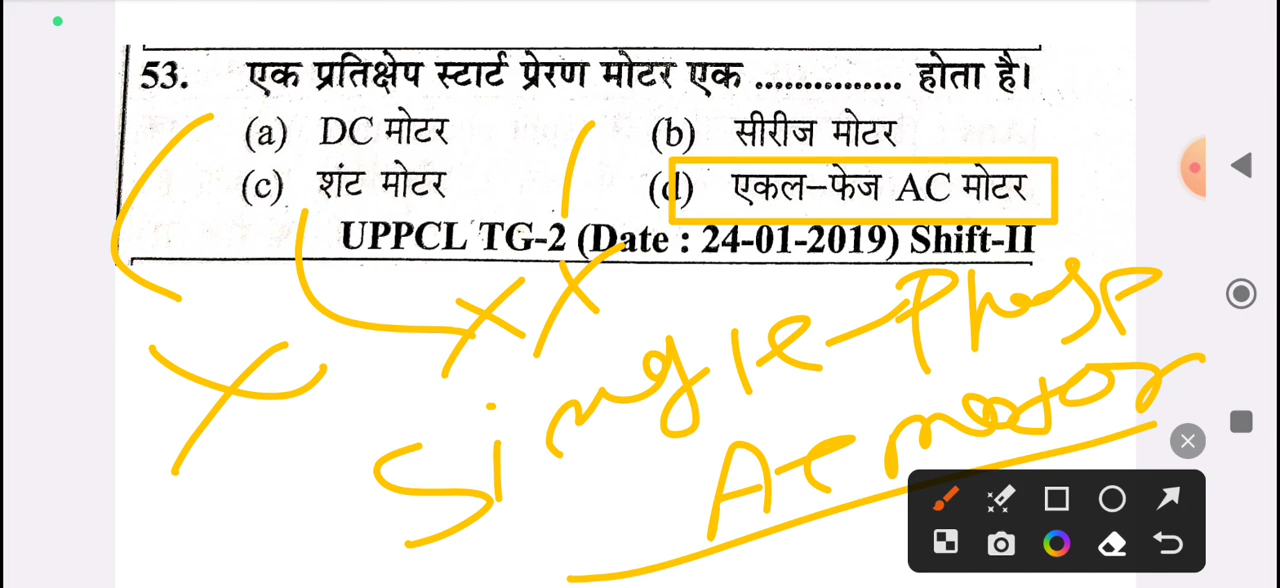 53. एक प्रतिक्षेप स्टार्ट प्रेरण मोटर एक ............... होता है।
(a) DC मोटर (b) सीरीज मोटर
(c) शंट मोटर (d) एकल-फेज AC मोटर
UPPCL TG-2 (Date : 24-01-2019) Shift-II
Single-Phase
AC motor